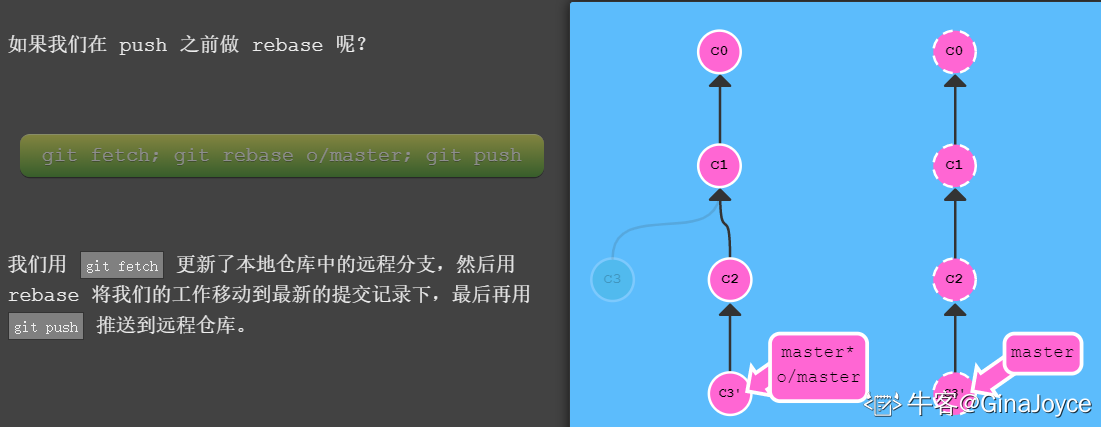 如果我们在 push 之前做 rebase 呢?
git fetch; git rebase o/master; git push
我们用 git fetch 更新了本地仓库中的远程分支，然后用
rebase 将我们的工作移动到最新的提交记录下，最后再用
git push 推送到远程仓库。
C0
C1
C3
C2
C3'
master*
o/master
C0
C1
C2
C3'
master
牛客@GinaJoyce